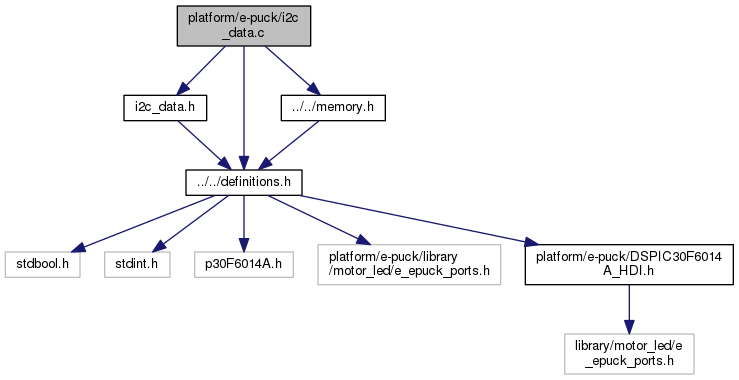 platform/e-puck/i2c
_data.c
i2c_data.h
../../memory.h
../../definitions.h
stdbool.h
stdint.h
p30F6014A.h
platform/e-puck/library
/motor_led/e_epuck_ports.h
platform/e-puck/DSPIC30F6014
A_HDI.h
library/motor_led/e
_epuck_ports.h